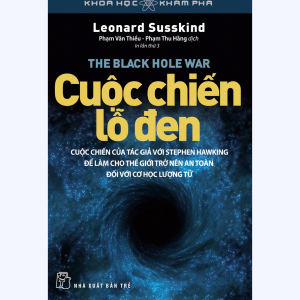 KHOA HỌC KHÁM PHÁ
Leonard Susskind
Phạm Văn Thiều - Phạm Thu Hằng dịch
In lần thứ 3
THE BLACK HOLE WAR
Cuộc chiến
lỗ đen
CUỘC CHIẾN CỦA TÁC GIẢ VỚI STEPHEN HAWKING
ĐỂ LÀM CHO THẾ GIỚI TRỞ NÊN AN TOÀN
ĐỐI VỚI CƠ HỌC LƯỢNG TỬ
NHÀ XUẤT BẢN TRẺ